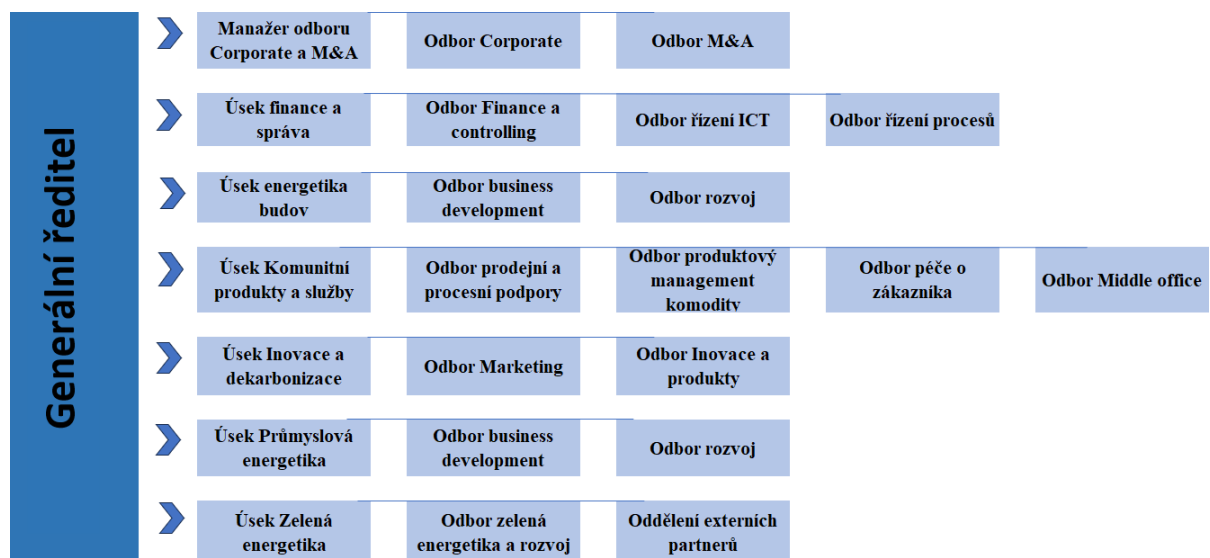 Generální ředitel
Manažer odboru
Corporate a M&A
Odbor Corporate
Odbor M&A
Úsek finance a
správa
Odbor Finance a
controlling
Odbor řízení ICT
Odbor řízení procesů
Úsek energetika
budov
Odbor business
development
Odbor rozvoj
Úsek Komunitní
produkty a služby
Odbor prodejní a
procesní podpory
Odbor produktový
management
komodity
Odbor péče o
zákazníka
Odbor Middle office
Úsek Inovace a
dekarbonizace
Odbor Marketing
Odbor Inovace a
produkty
Úsek Průmyslová
energetika
Odbor business
development
Odbor rozvoj
Úsek Zelená
energetika
Odbor zelená
energetika a rozvoj
Oddělení externích
partnerů